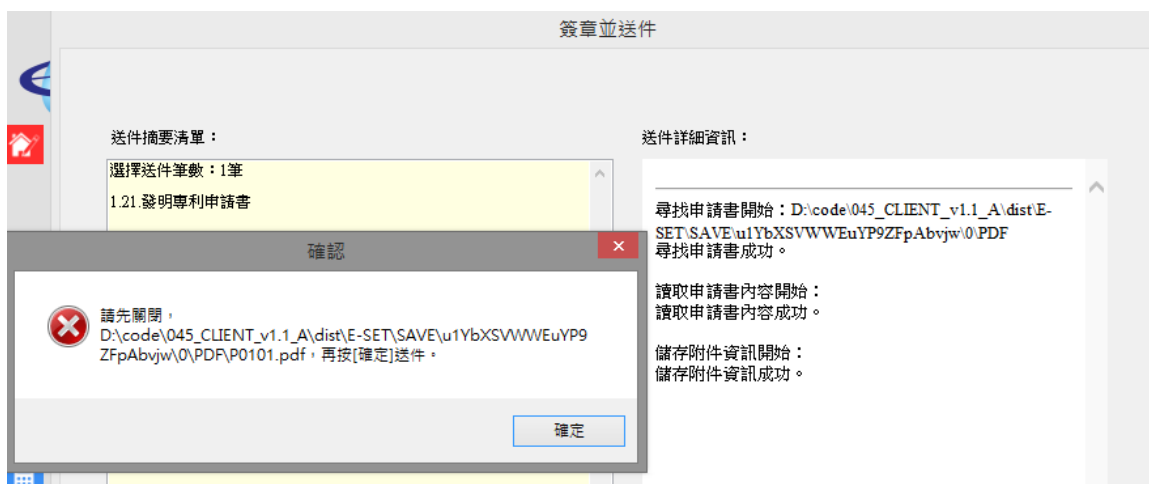 簽章並送件
送件摘要清單：
選擇送件筆數：1筆
1.21.發明專利申請書
送件詳細資訊：
尋找申請書開始：D:\code\045_CLIENT_v1.1_A\dist\E-
SET\SAVE\u1YbXSVWWEuYP9ZFpAbvjw\0\PDF
尋找申請書成功。
讀取申請書內容開始：
讀取申請書內容成功。
儲存附件資訊開始：
儲存附件資訊成功。
確認
請先關閉，
D:\code\045_CLIENT_v1.1_A\dist\E-SET\SAVE\u1YbXSVWWEuYP9
ZFpAbvjw\0\PDF\P0101.pdf，再按[確定]送件。
確定